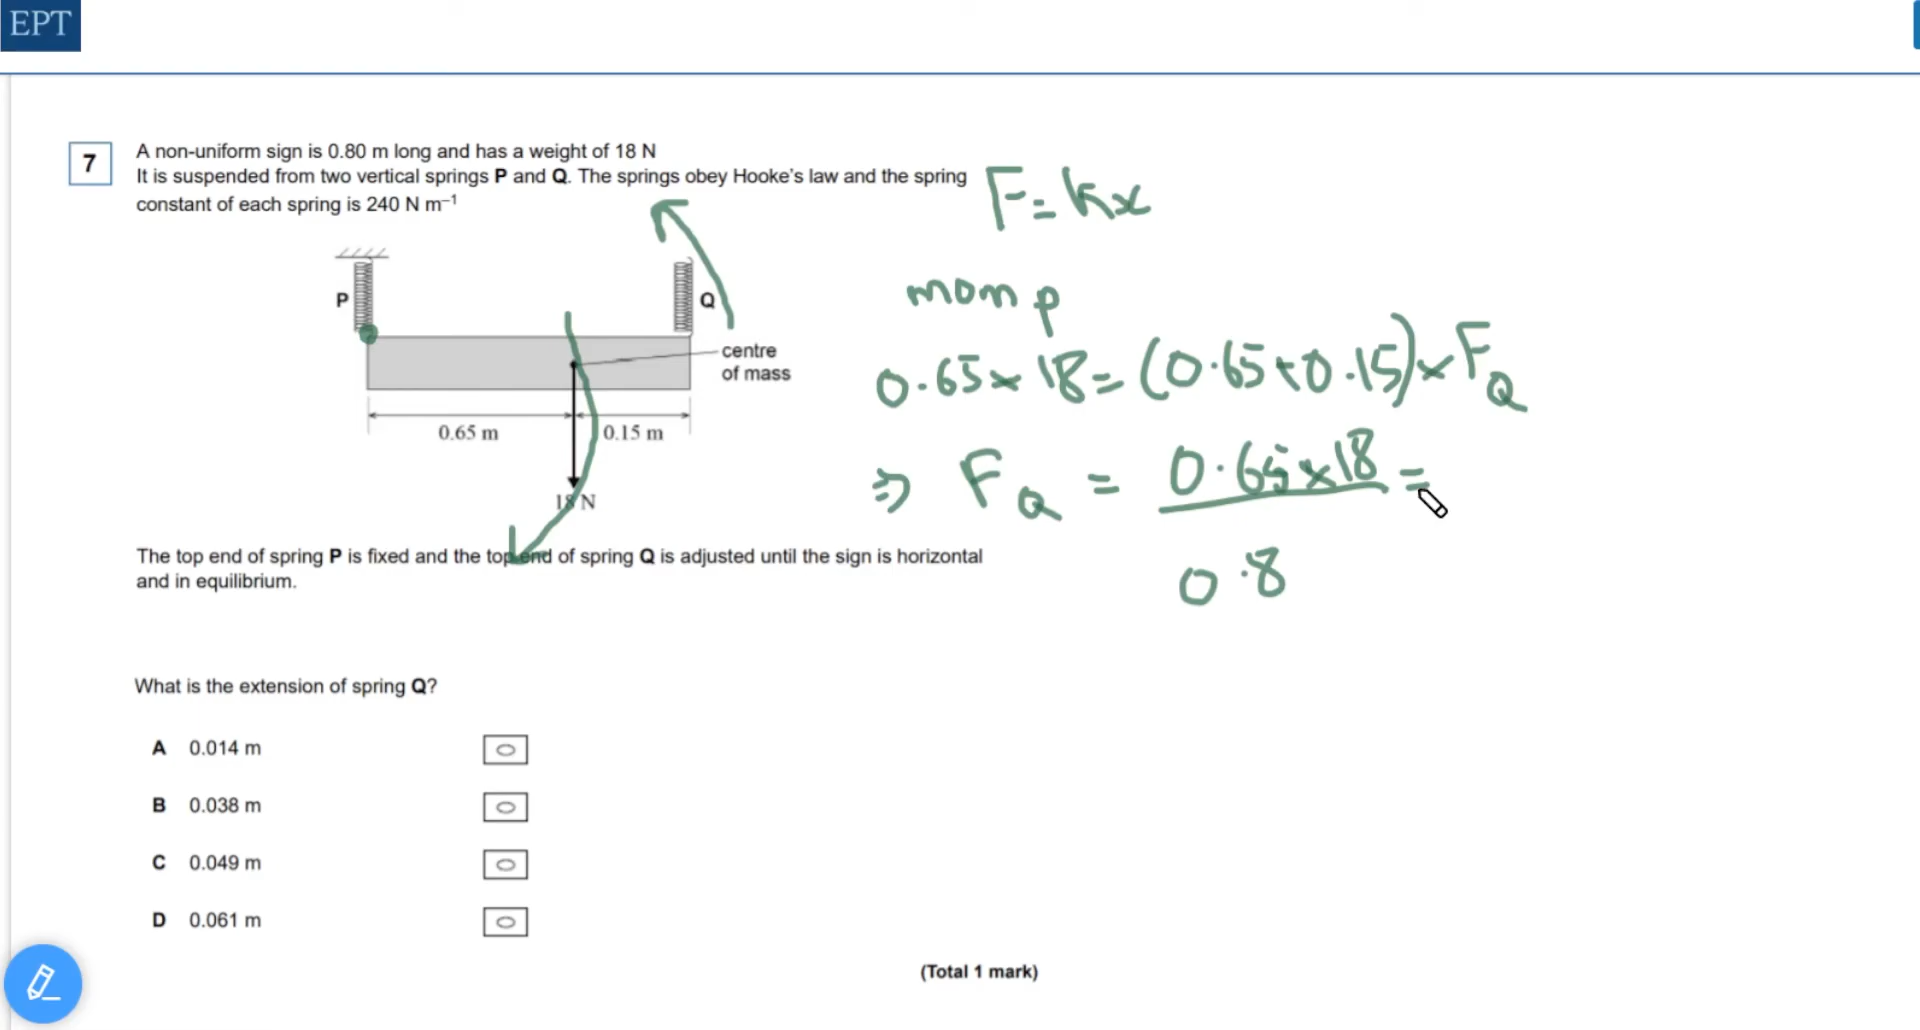 EPT
7
A non-uniform sign is 0.80 m long and has a weight of 18 N
It is suspended from two vertical springs P and Q. The springs obey Hooke's law and the spring
constant of each spring is 240 N m⁻¹
F = kx
P
Q
mom p
centre
of mass
0.65 × 18 = (0.65 + 0.15) × F_Q
0.65 m
0.15 m
18 N
⇒ F_Q = 0.65 × 18 =
0.8
The top end of spring P is fixed and the top end of spring Q is adjusted until the sign is horizontal
and in equilibrium.
What is the extension of spring Q?
A 0.014 m
B 0.038 m
C 0.049 m
D 0.061 m
(Total 1 mark)